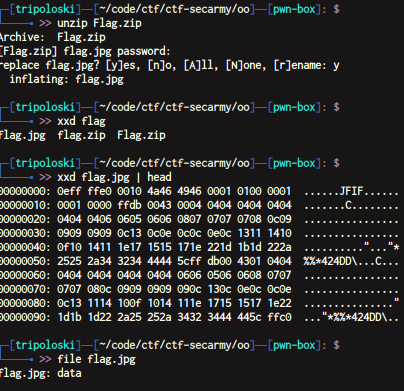 [tripoloski]—[~/code/ctf/ctf-secarmy/oo]—[pwn-box]: $
>> unzip Flag.zip
Archive:  Flag.zip
[Flag.zip] flag.jpg password:
replace flag.jpg? [y]es, [n]o, [A]ll, [N]one, [r]ename: y
  inflating: flag.jpg
[tripoloski]—[~/code/ctf/ctf-secarmy/oo]—[pwn-box]: $
>> xxd flag
flag.jpg  flag.zip  Flag.zip
[tripoloski]—[~/code/ctf/ctf-secarmy/oo]—[pwn-box]: $
>> xxd flag.jpg | head
00000000: 0eff ffe0 0010 4a46 4946 0001 0100 0001  ......JFIF......
00000010: 0001 0000 ffdb 0043 0004 0404 0404 0404  .......C........
00000020: 0404 0406 0605 0606 0807 0707 0708 0c09  ................
00000030: 0909 0909 0c13 0c0e 0c0c 0e0c 1311 1410  ................
00000040: 0f10 1411 1e17 1515 171e 221d 1b1d 222a  .........."..."*
00000050: 2525 2a34 3234 4444 5cff db00 4301 0404  %%*424DD\...C...
00000060: 0404 0404 0404 0404 0606 0506 0608 0707  ................
00000070: 0707 080c 0909 0909 090c 130c 0e0c 0c0e  ................
00000080: 0c13 1114 100f 1014 111e 1715 1517 1e22  ..............."
00000090: 1d1b 1d22 2a25 252a 3432 3444 445c ffc0  ..."*%%*424DD\..
[tripoloski]—[~/code/ctf/ctf-secarmy/oo]—[pwn-box]: $
>> file flag.jpg
flag.jpg: data